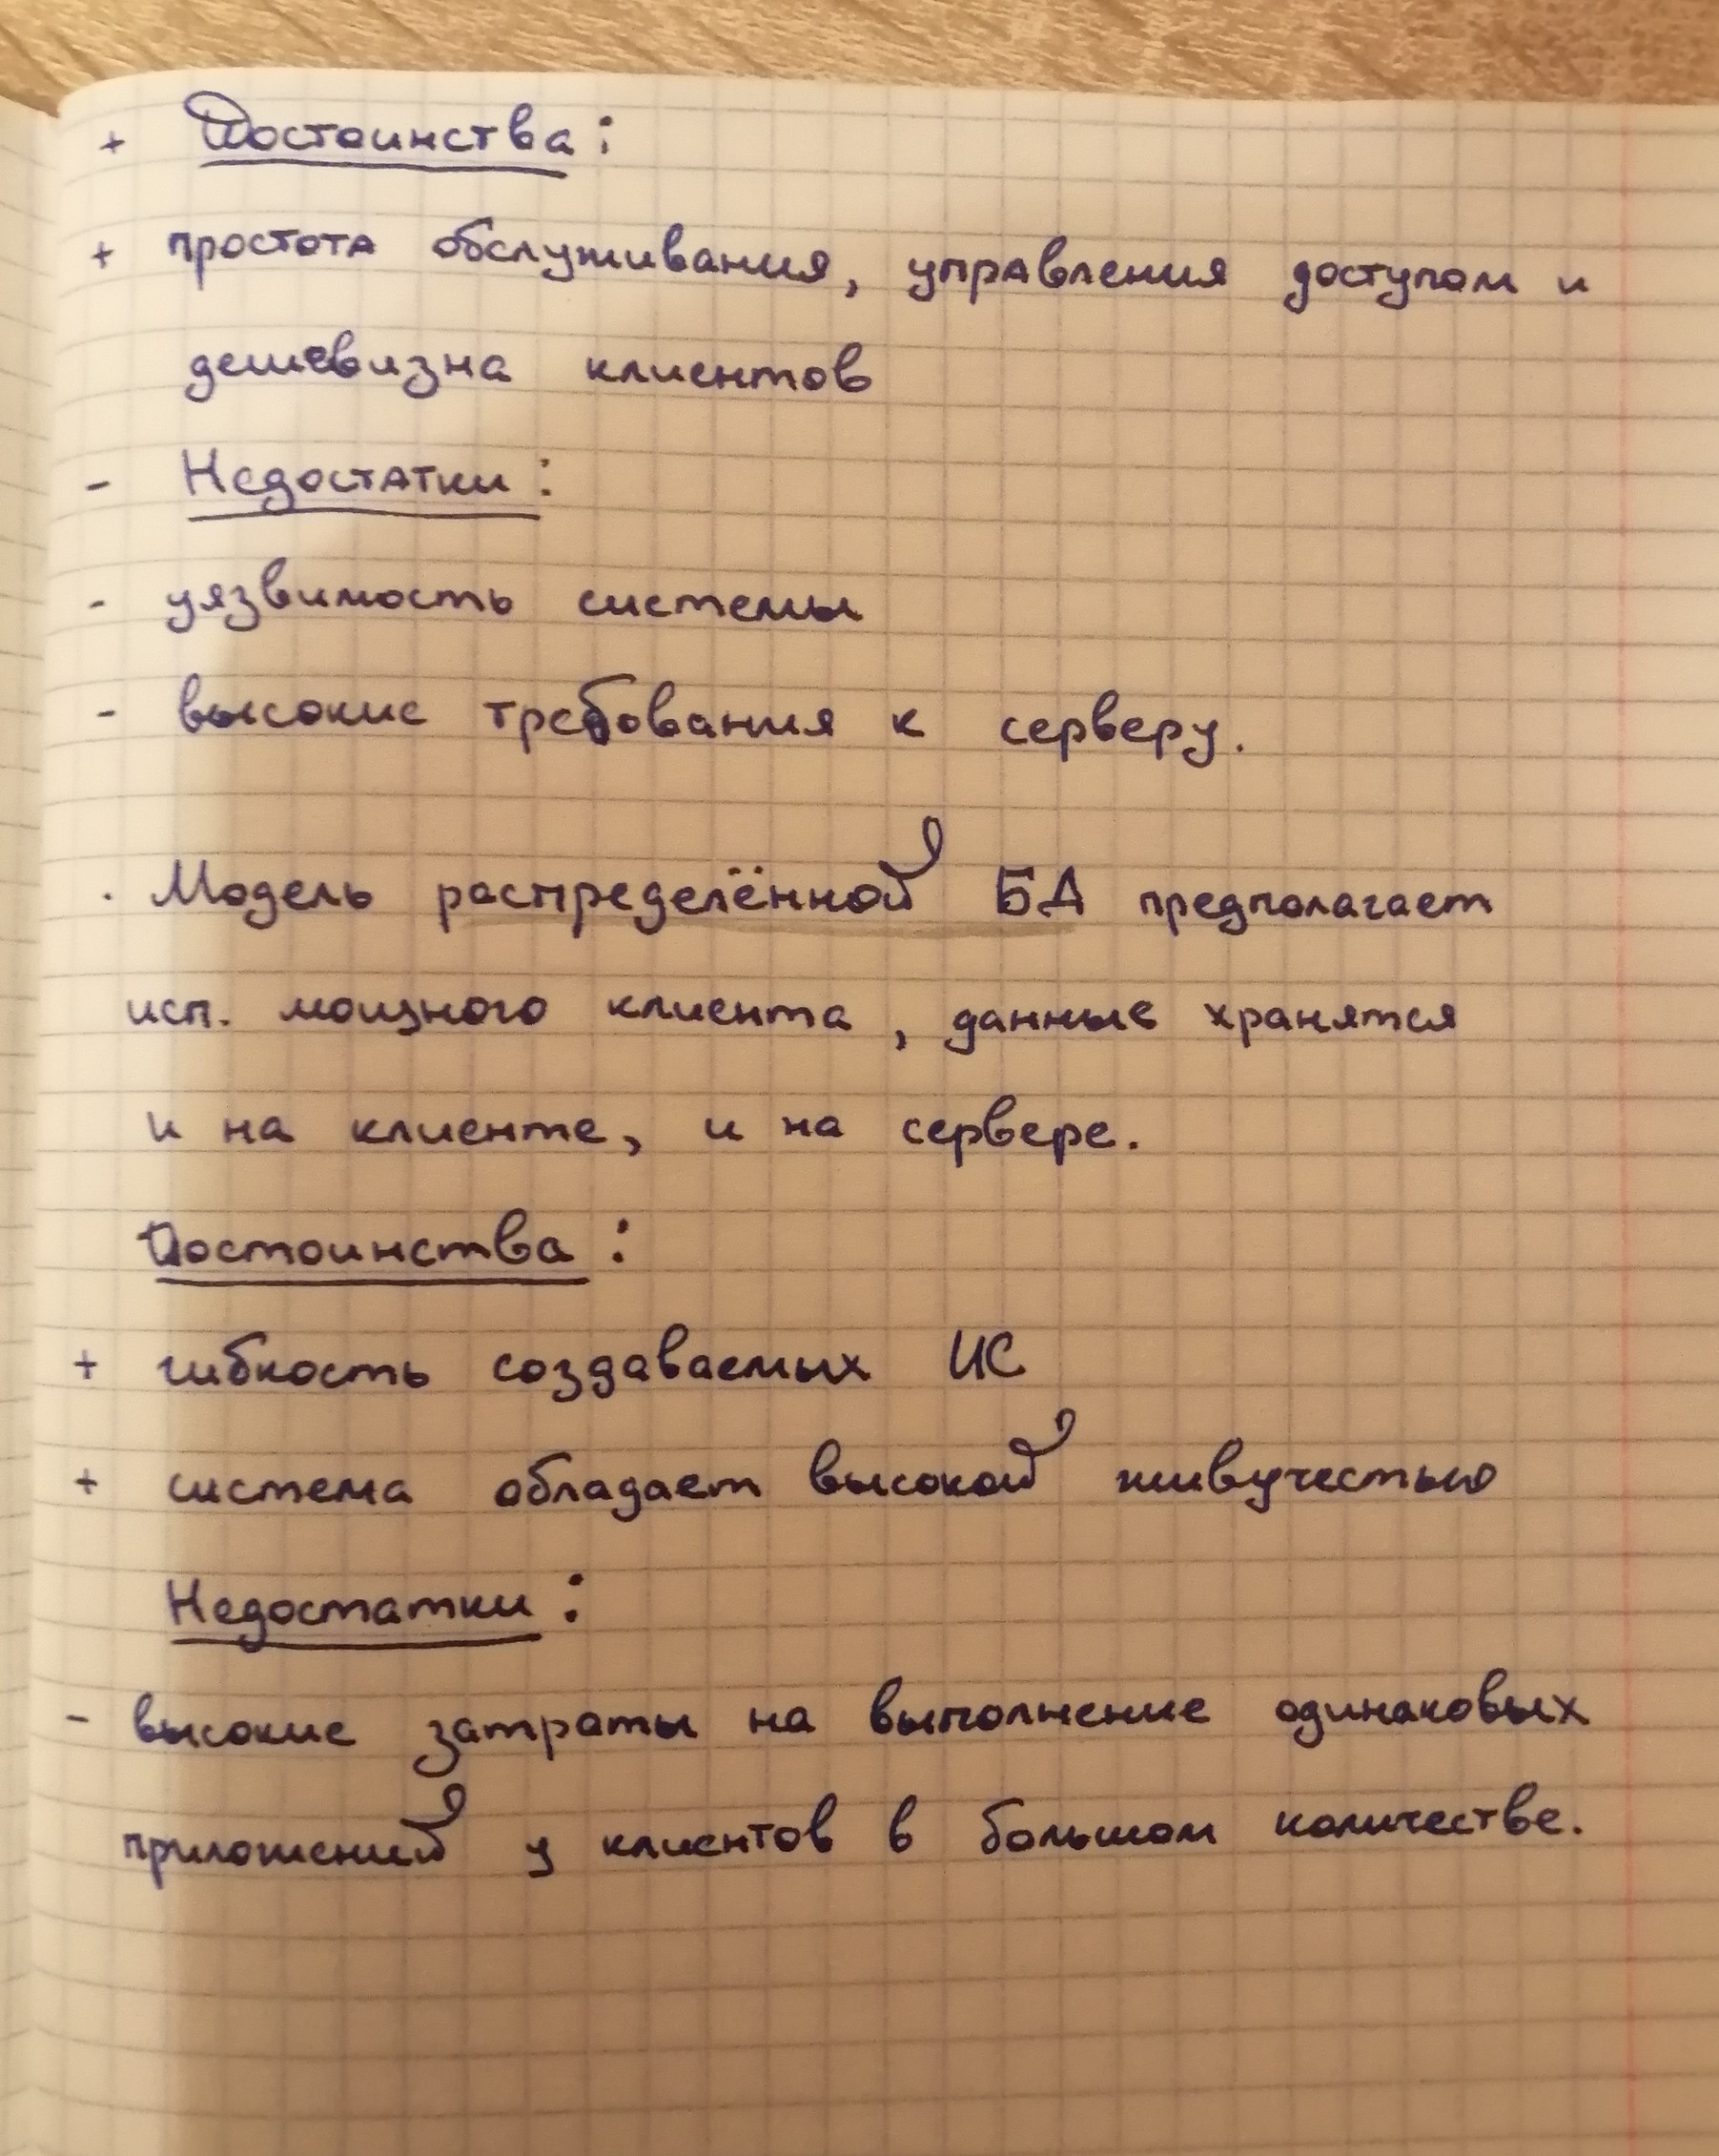 + Достоинства:
+ простота обслуживания, управления доступом и
дешевизна клиентов
- Недостатки:
- уязвимость системы
- высокие требования к серверу.
· Модель распределённой БД предполагает
исп. мощного клиента, данные хранятся
и на клиенте, и на сервере.
Достоинства:
+ гибкость создаваемых ИС
+ система обладает высокой живучестью
Недостатки:
- высокие затраты на выполнение одинаковых
приложений у клиентов в большом количестве.